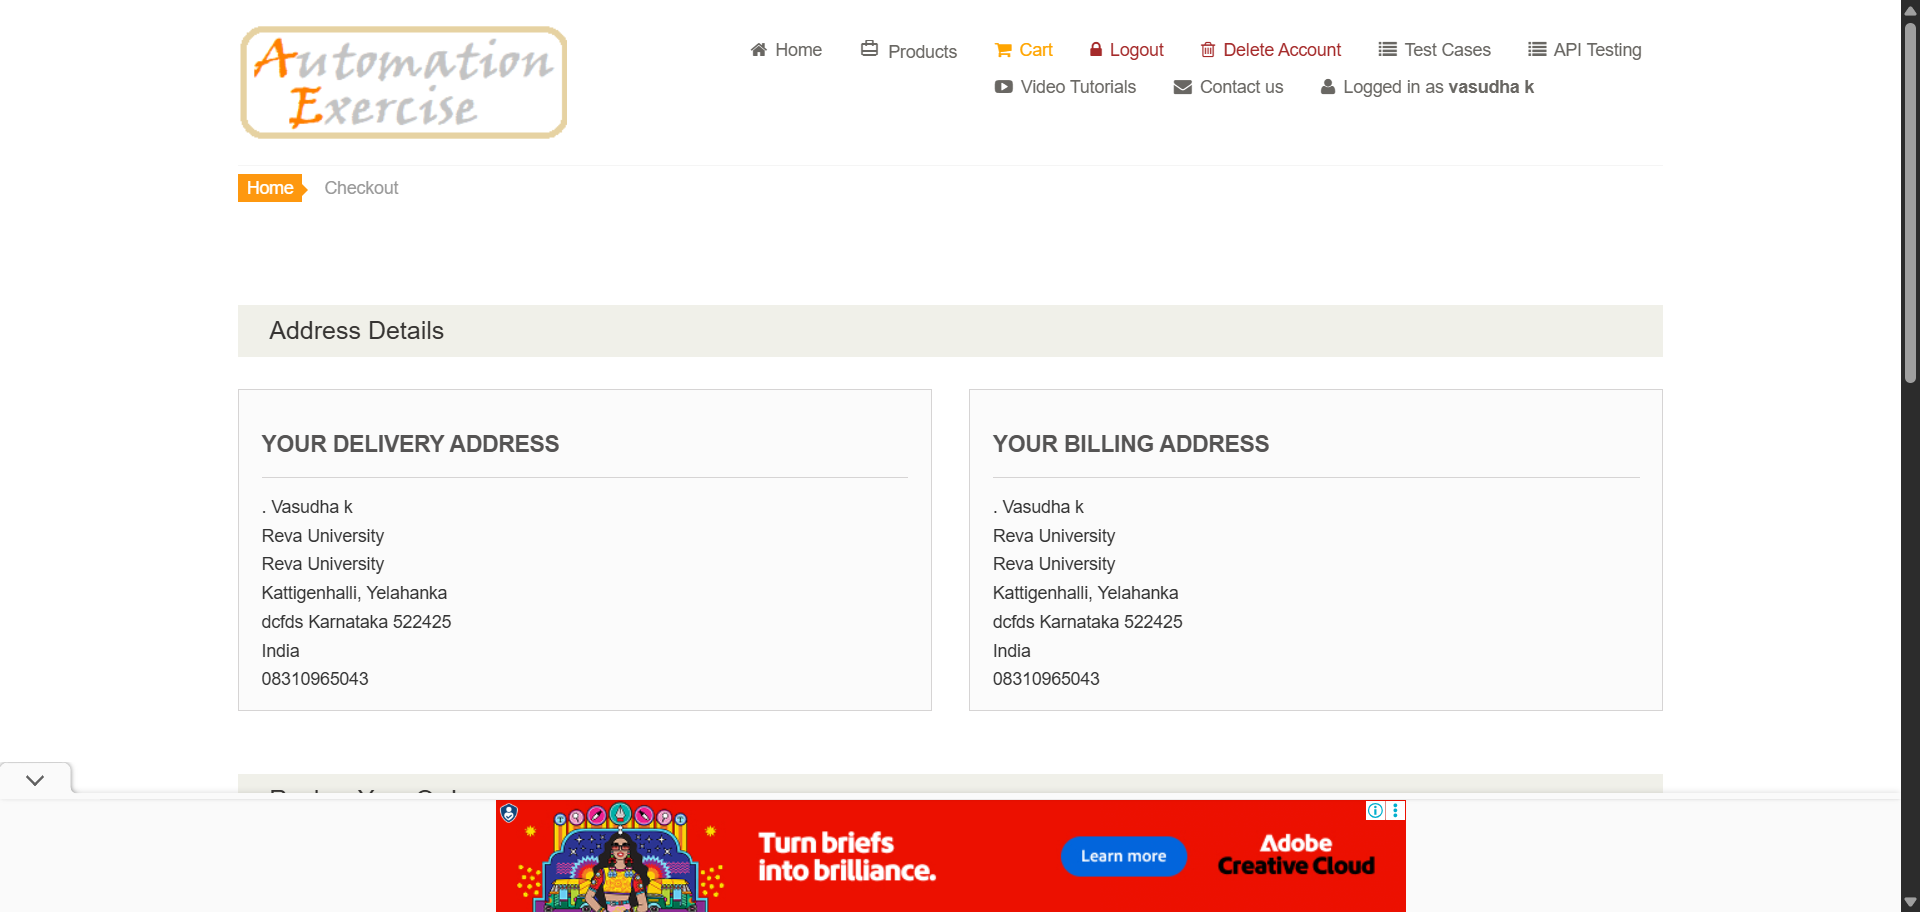 Automation
Exercise
Home
Products
Cart
Logout
Delete Account
Test Cases
API Testing
Video Tutorials
Contact us
Logged in as vasudha k
Home
Checkout
Address Details
YOUR DELIVERY ADDRESS
. Vasudha k
Reva University
Reva University
Kattigenhalli, Yelahanka
dcfds Karnataka 522425
India
08310965043
YOUR BILLING ADDRESS
. Vasudha k
Reva University
Reva University
Kattigenhalli, Yelahanka
dcfds Karnataka 522425
India
08310965043
Turn briefs
into brilliance.
Learn more
Adobe
Creative Cloud